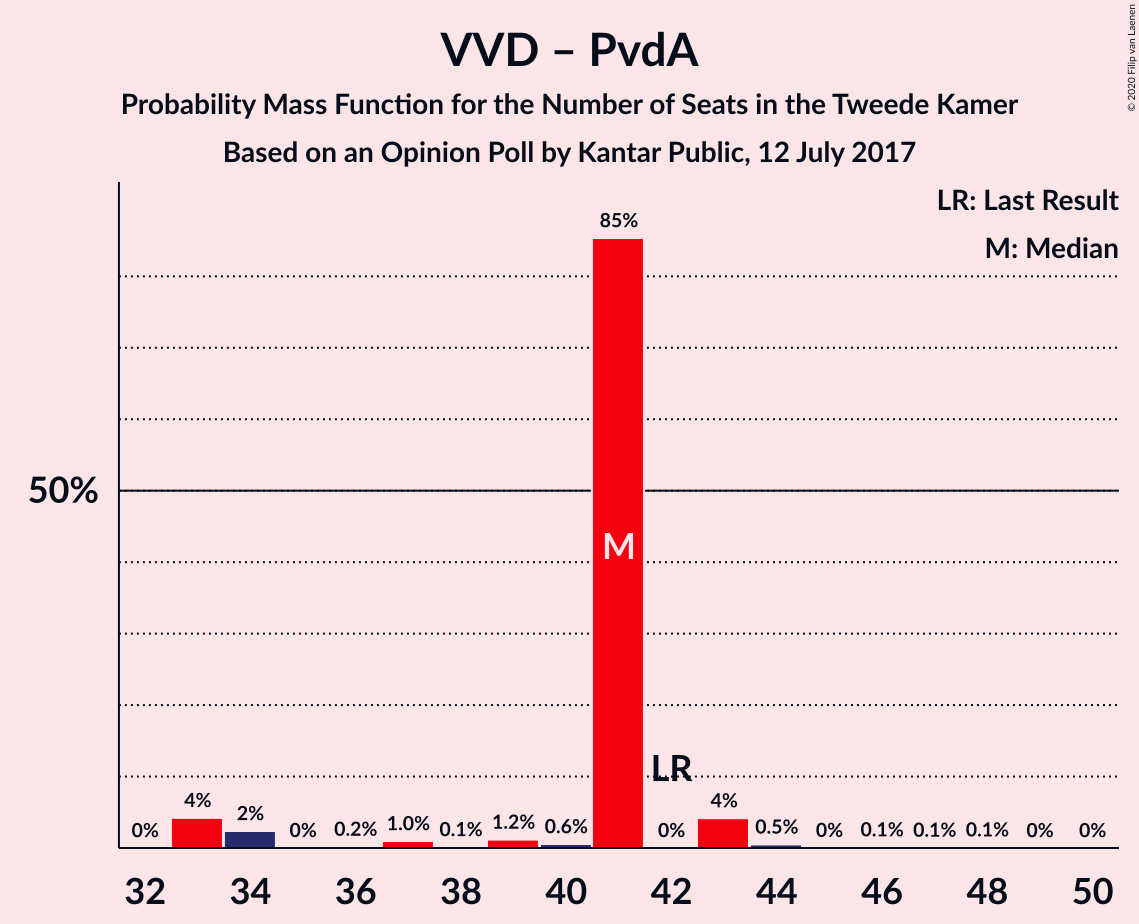 VVD – PvdA
Probability Mass Function for the Number of Seats in the Tweede Kamer
Based on an Opinion Poll by Kantar Public, 12 July 2017
© 2020 Filip van Laenen
LR: Last Result
M: Median
85%
50%
M
LR
0% 4% 2% 0% 0.2% 1.0% 0.1% 1.2% 0.6% 0% 4% 0.5% 0% 0.1% 0.1% 0.1% 0% 0%
32 34 36 38 40 42 44 46 48 50